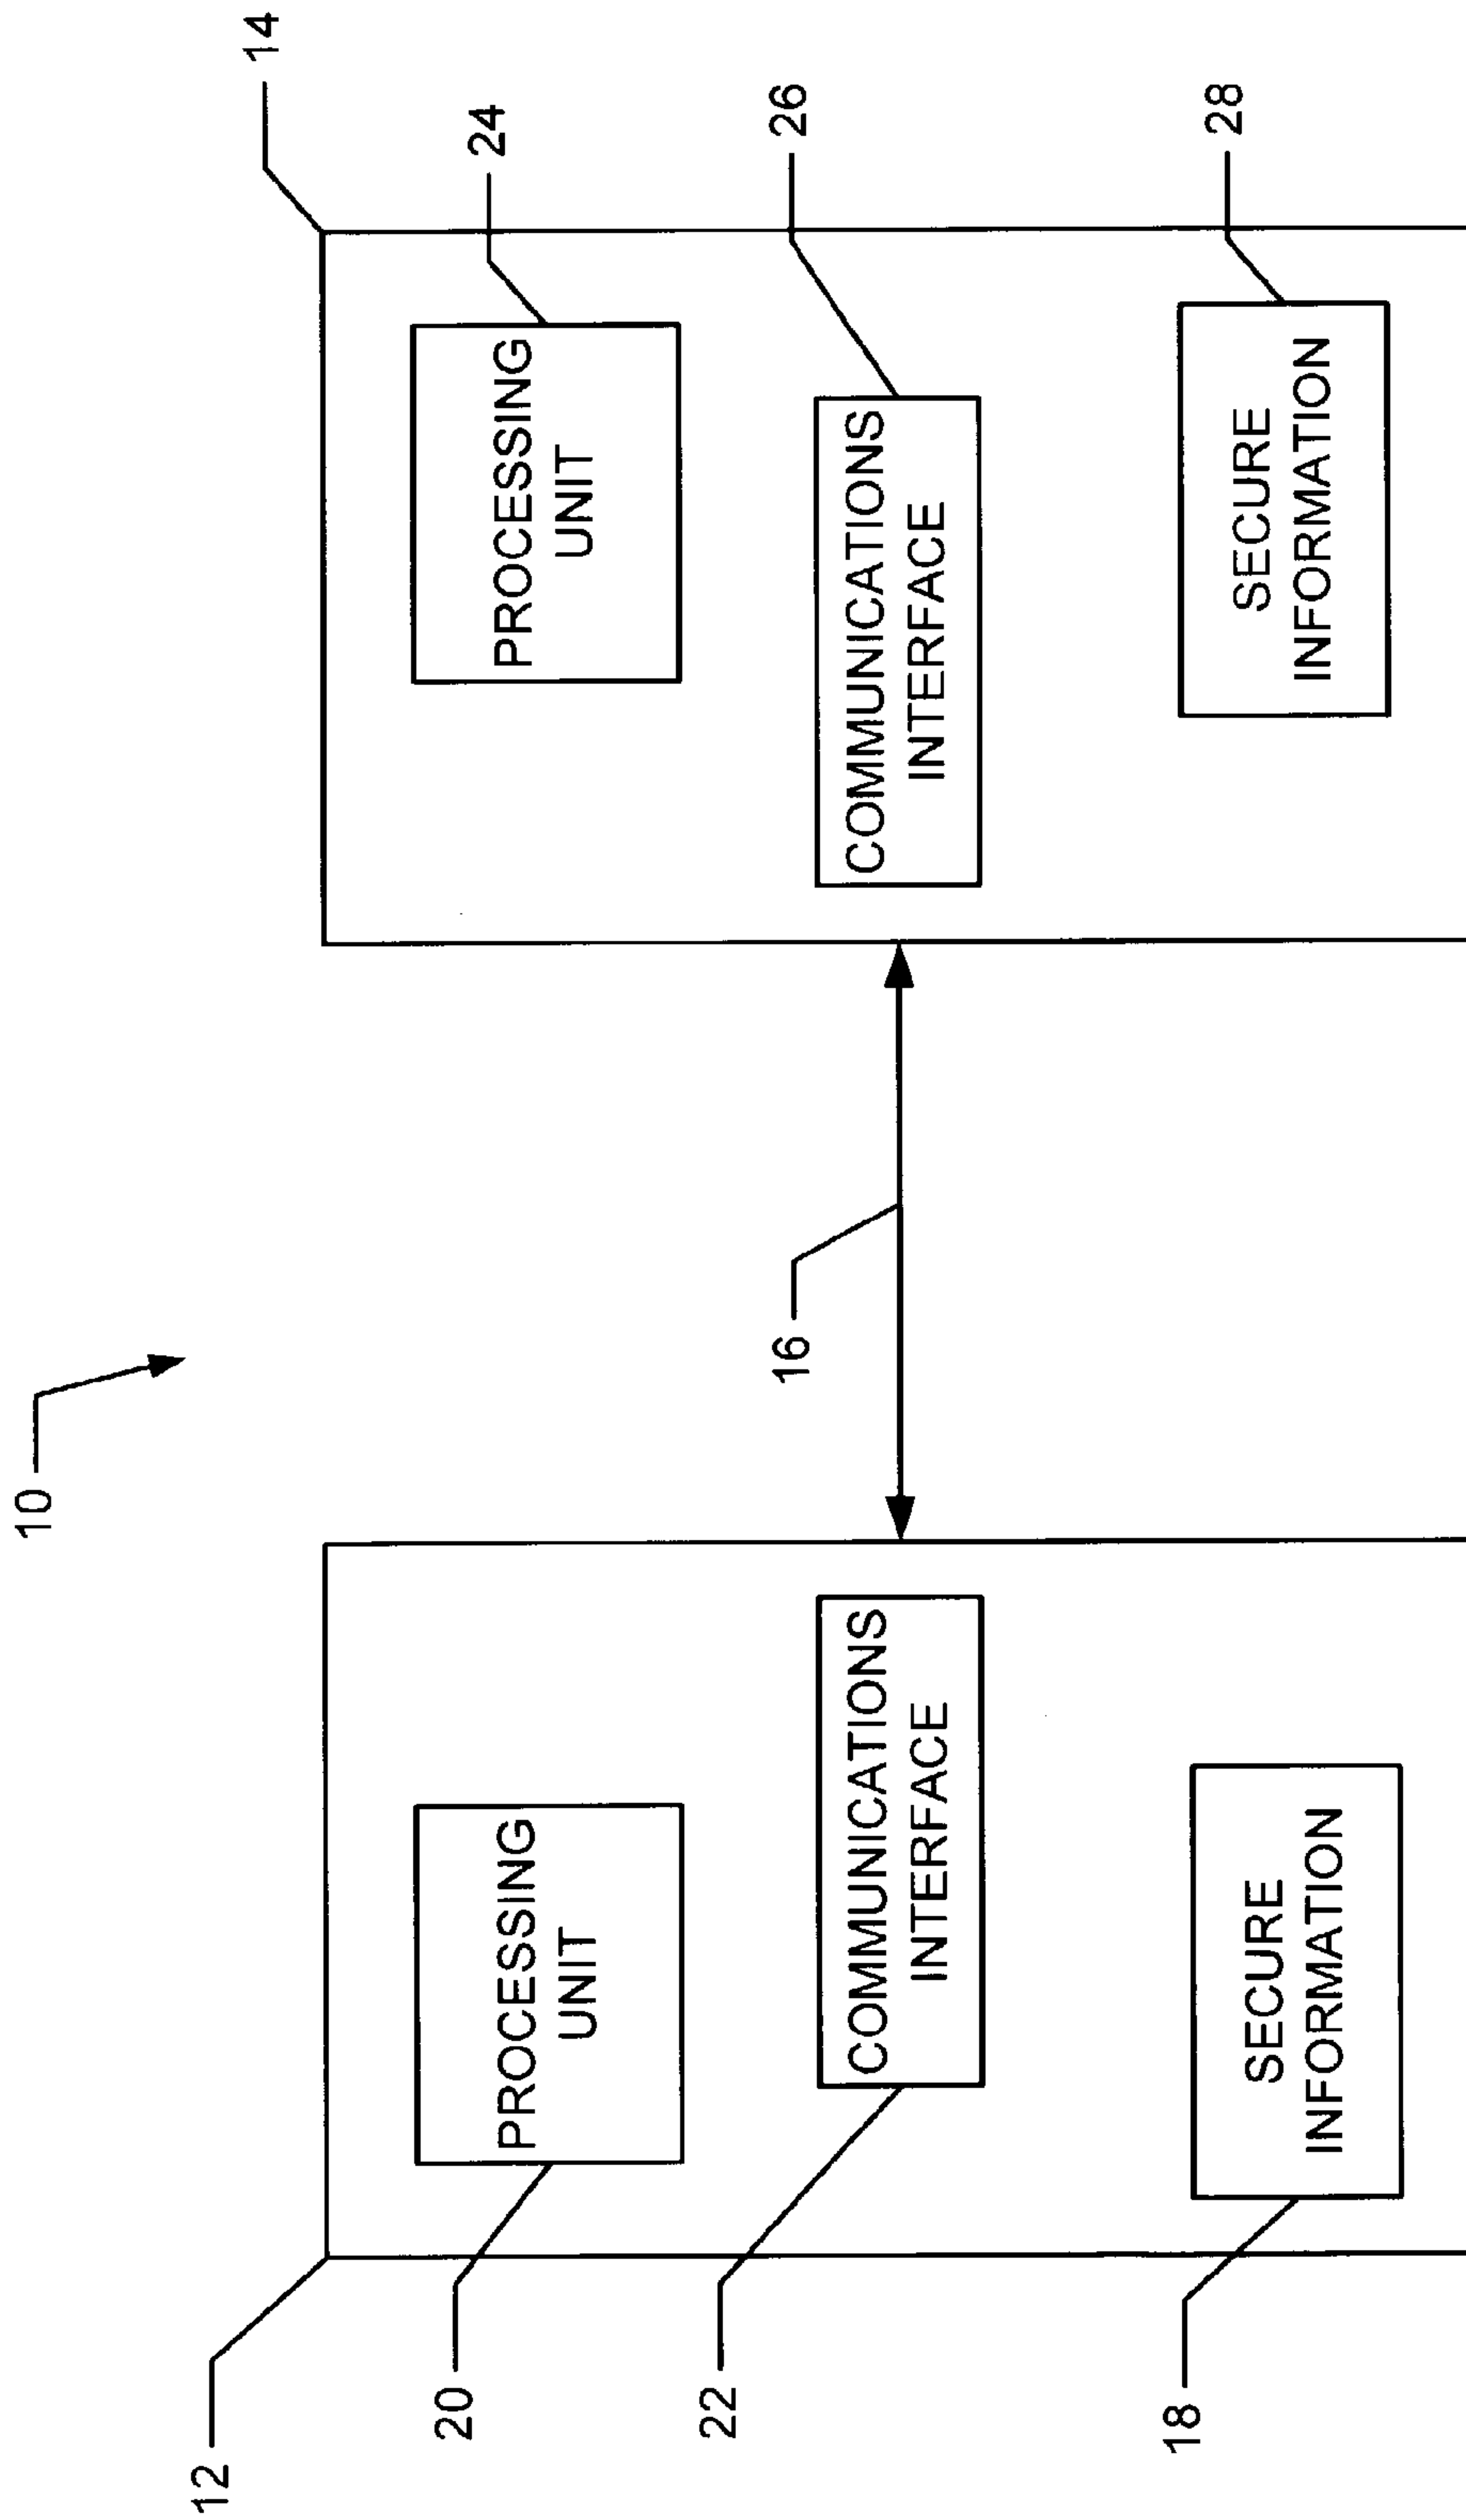 10
12
14
20
PROCESSING
UNIT
24
PROCESSING
UNIT
16
22
COMMUNICATIONS
INTERFACE
26
COMMUNICATIONS
INTERFACE
18
SECURE
INFORMATION
28
SECURE
INFORMATION